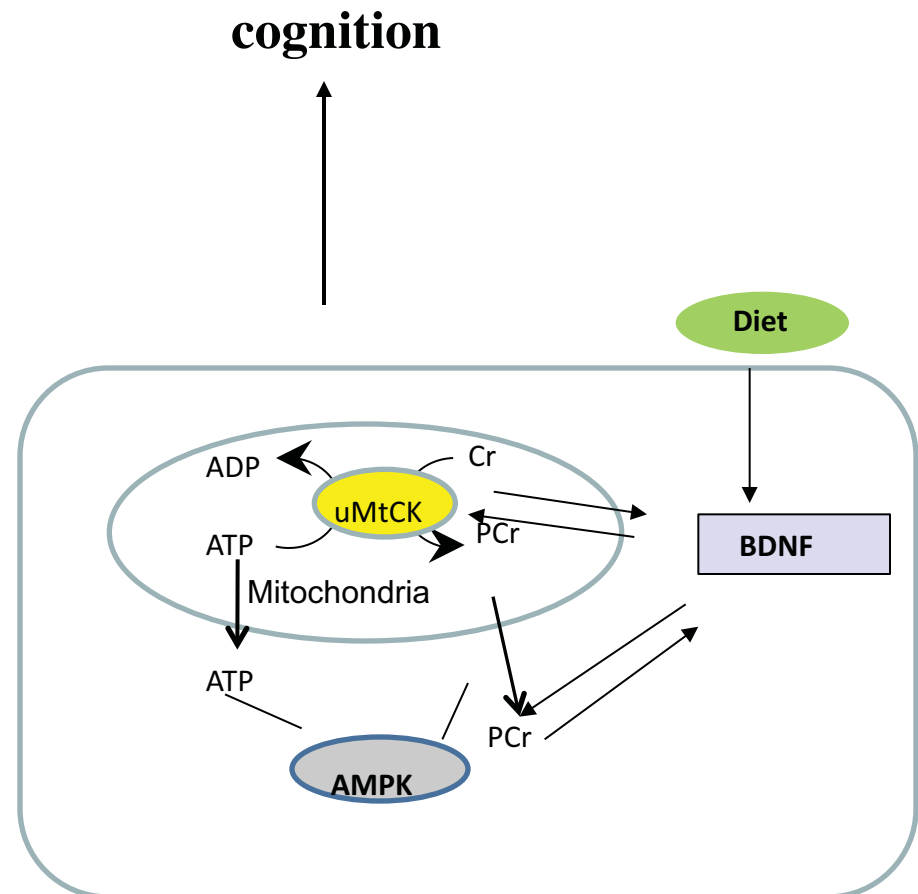 cognition
Diet
Cr
ADP
uMtCK
PCr
ATP
BDNF
Mitochondria
ATP
PCr
AMPK